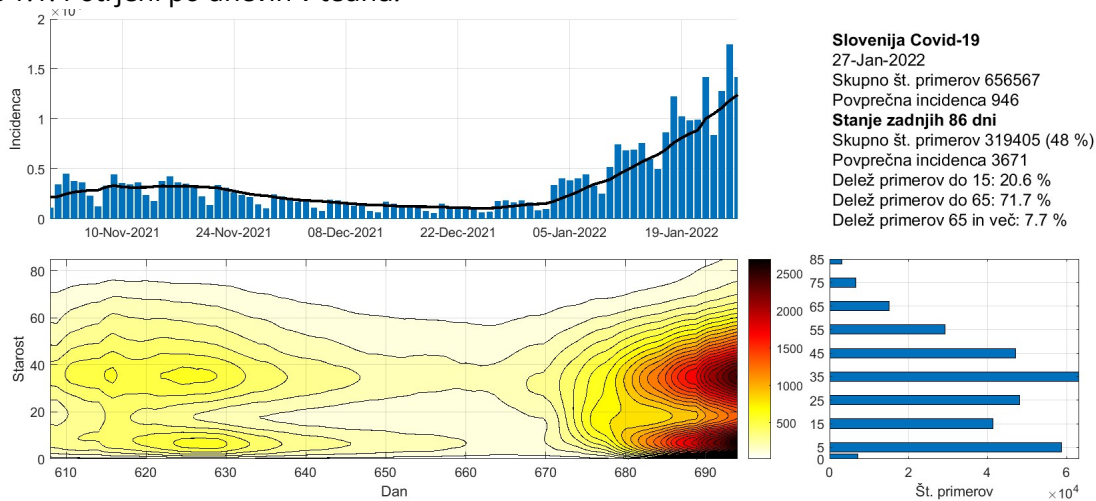 Potrjeni po dnevih v tednu.
×10
2
1.5
1
0.5
0
Incidenca
10-Nov-2021 24-Nov-2021 08-Dec-2021 22-Dec-2021 05-Jan-2022 19-Jan-2022
Slovenija Covid-19
27-Jan-2022
Skupno št. primerov 656567
Povprečna incidenca 946
Stanje zadnjih 86 dni
Skupno št. primerov 319405 (48 %)
Povprečna incidenca 3671
Delež primerov do 15: 20.6 %
Delež primerov do 65: 71.7 %
Delež primerov 65 in več: 7.7 %
80
60
40
20
0
Starost
610 620 630 640 650 660 670 680 690
Dan
2500
2000
1500
1000
500
85
75
65
55
45
35
25
15
5
0
0 2 4 6
Št. primerov
×10⁴